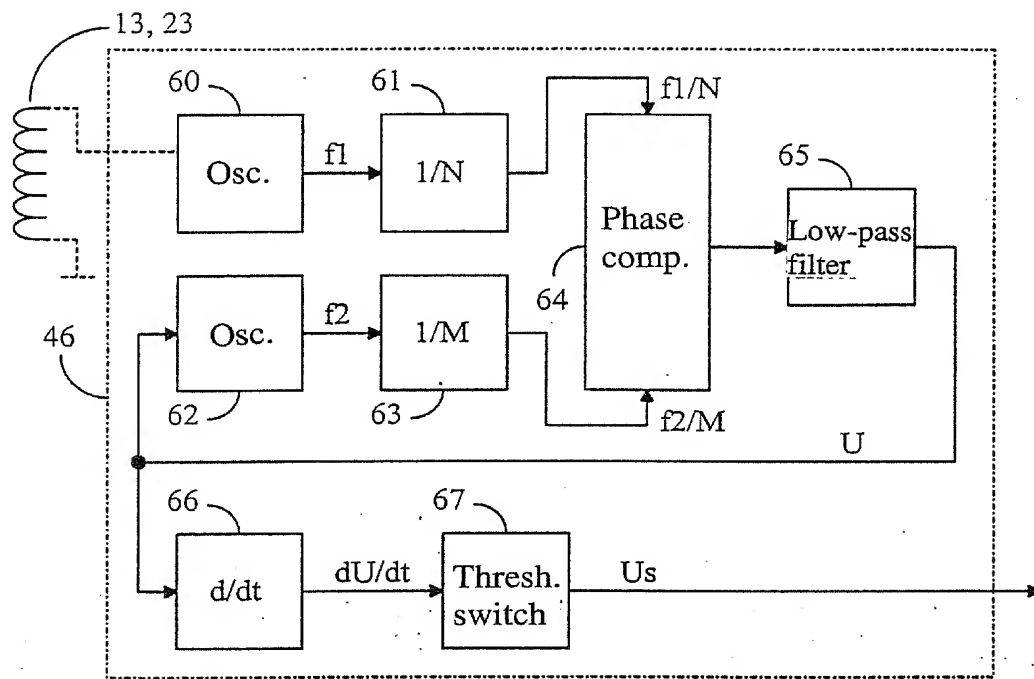 13, 23
60
61
f1/N
Osc.
f1
1/N
65
Phase
comp.
Low-pass
filter
64
46
Osc.
f2
1/M
62
63
f2/M
U
66
67
d/dt
dU/dt
Thresh.
switch
Us